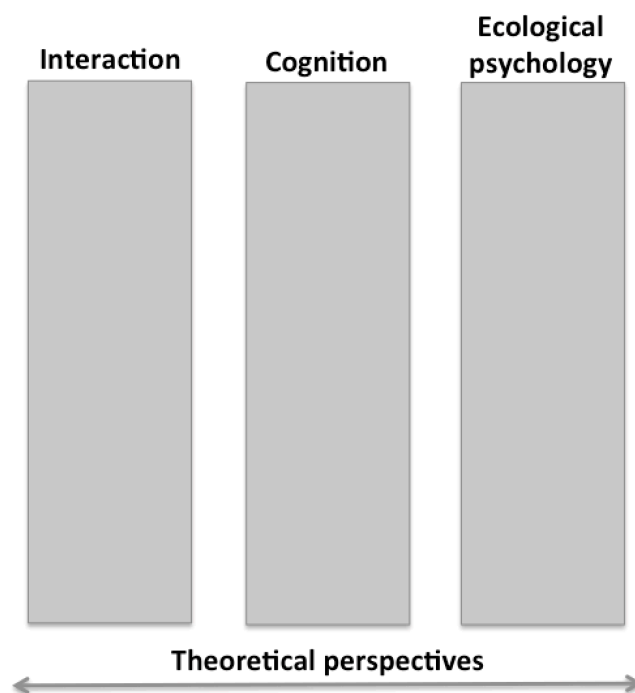 Interaction
Cognition
Ecological
psychology
Theoretical perspectives